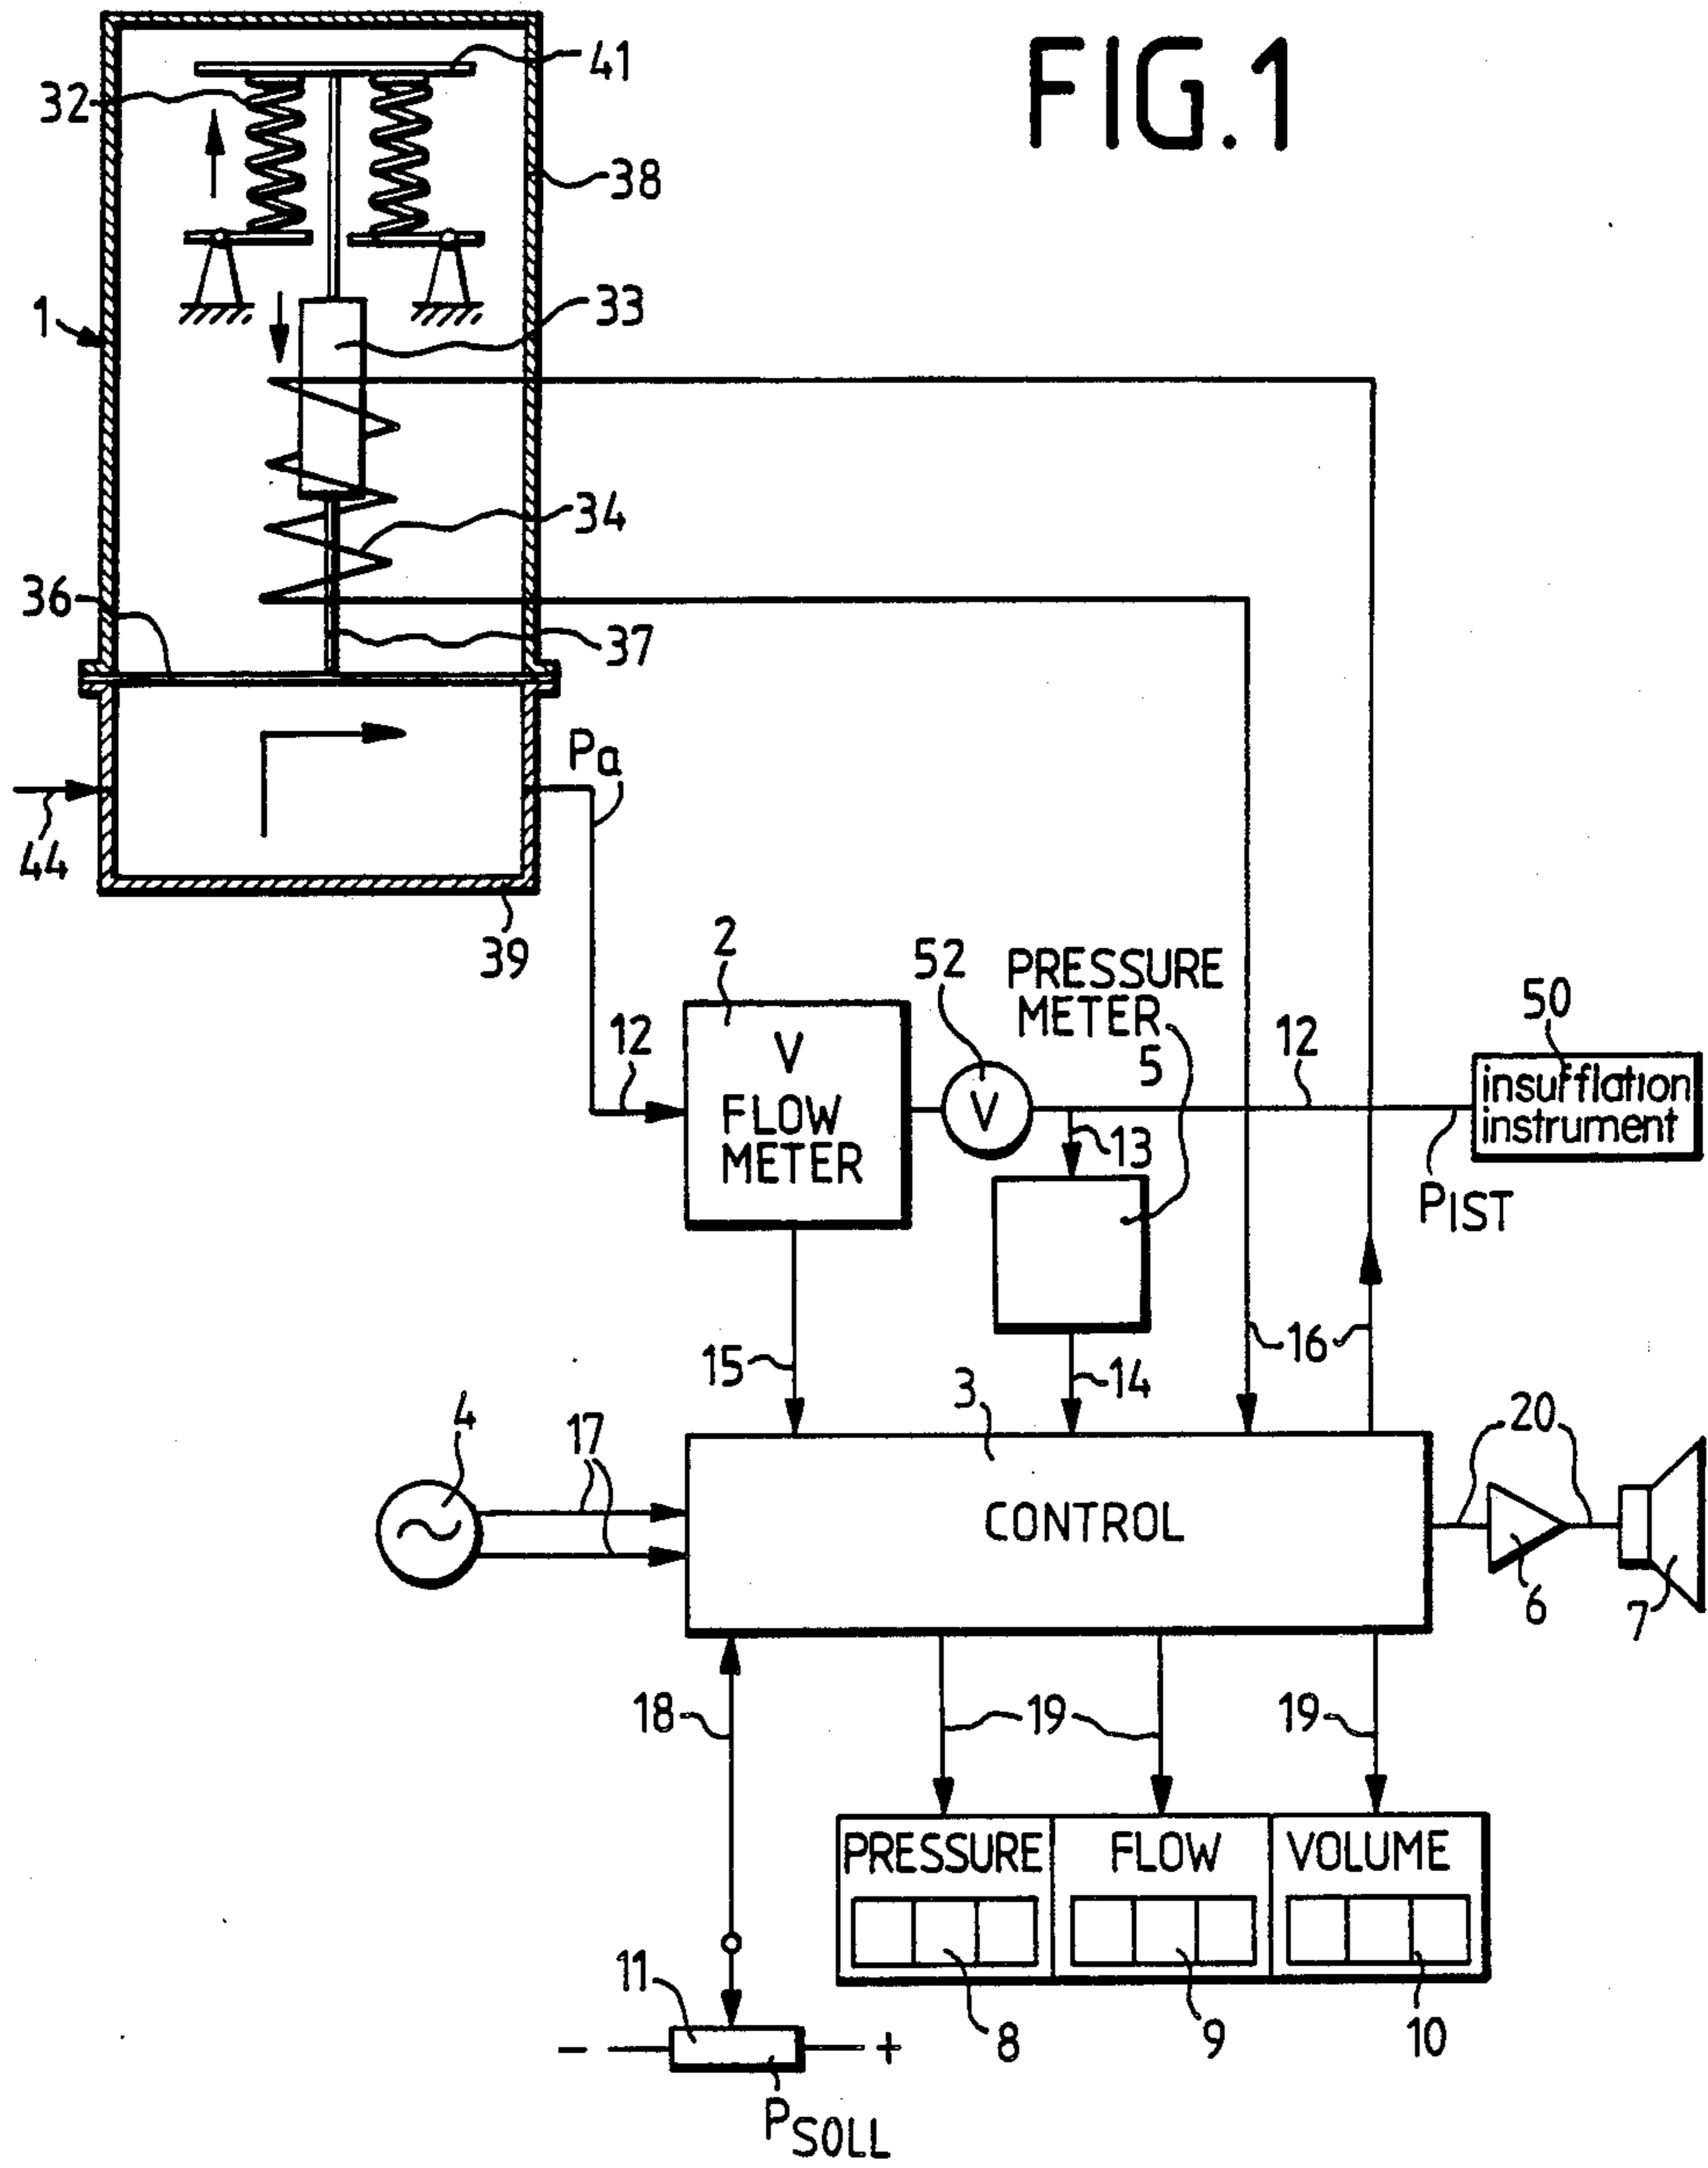 FIG.1
41
32
38
1
33
34
36
37
Pa
44
39
2
52
PRESSURE
METER
50
12
5
12
V
FLOW
METER
V
insufflation
instrument
13
PIST
15
14
16
3
4
17
20
CONTROL
6
7
18
19
19
PRESSURE
FLOW
VOLUME
11
8
9
10
- +
PSOLL